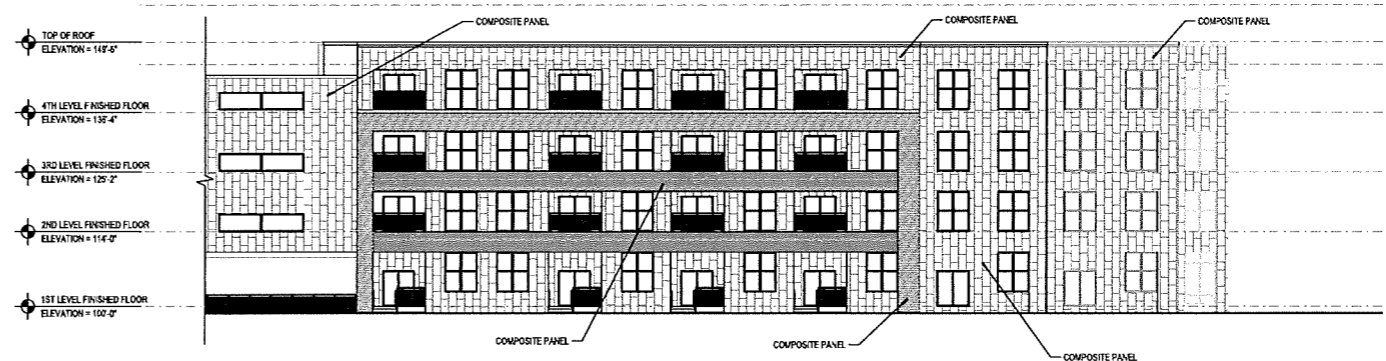 COMPOSITE PANEL
COMPOSITE PANEL
COMPOSITE PANEL
TOP OF ROOF
ELEVATION = 149'-6"
4TH LEVEL FINISHED FLOOR
ELEVATION = 136'-4"
3RD LEVEL FINISHED FLOOR
ELEVATION = 125'-2"
2ND LEVEL FINISHED FLOOR
ELEVATION = 114'-0"
1ST LEVEL FINISHED FLOOR
ELEVATION = 100'-0"
COMPOSITE PANEL
COMPOSITE PANEL
COMPOSITE PANEL